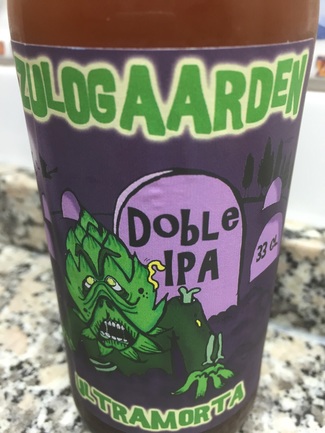 ZULOGAARDEN
DOBLE
IPA
33 CL
ULTRAMORTA